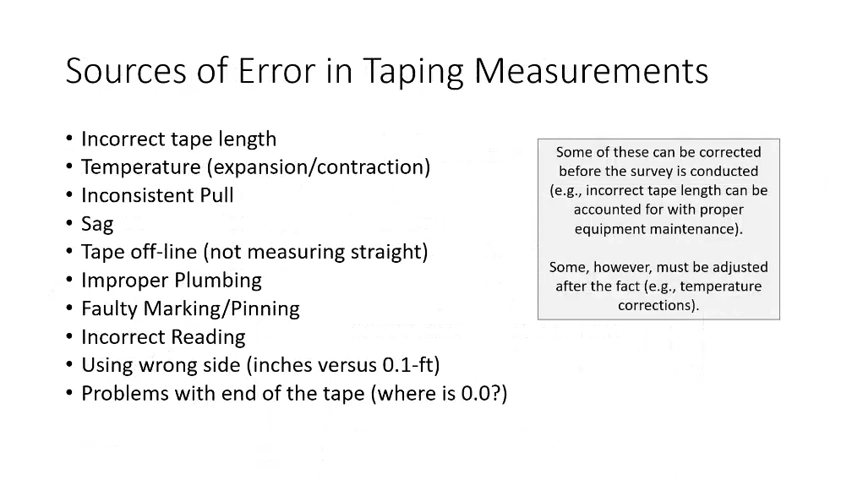 Sources of Error in Taping Measurements
• Incorrect tape length
• Temperature (expansion/contraction)
• Inconsistent Pull
• Sag
• Tape off-line (not measuring straight)
• Improper Plumbing
• Faulty Marking/Pinning
• Incorrect Reading
• Using wrong side (inches versus 0.1-ft)
• Problems with end of the tape (where is 0.0?)
Some of these can be corrected
before the survey is conducted
(e.g., incorrect tape length can be
accounted for with proper
equipment maintenance).
Some, however, must be adjusted
after the fact (e.g., temperature
corrections).